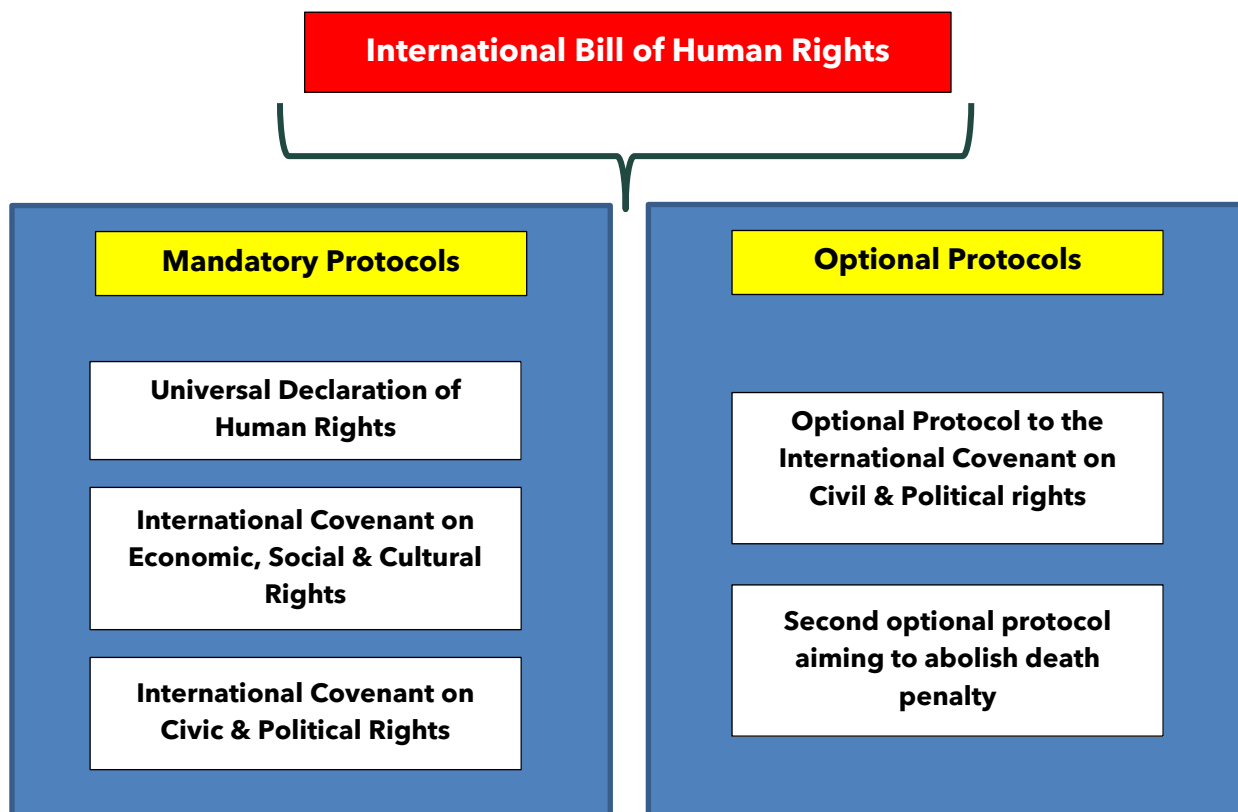 International Bill of Human Rights
Mandatory Protocols
Universal Declaration of
Human Rights
International Covenant on
Economic, Social & Cultural
Rights
International Covenant on
Civic & Political Rights
Optional Protocols
Optional Protocol to the
International Covenant on
Civil & Political rights
Second optional protocol
aiming to abolish death
penalty